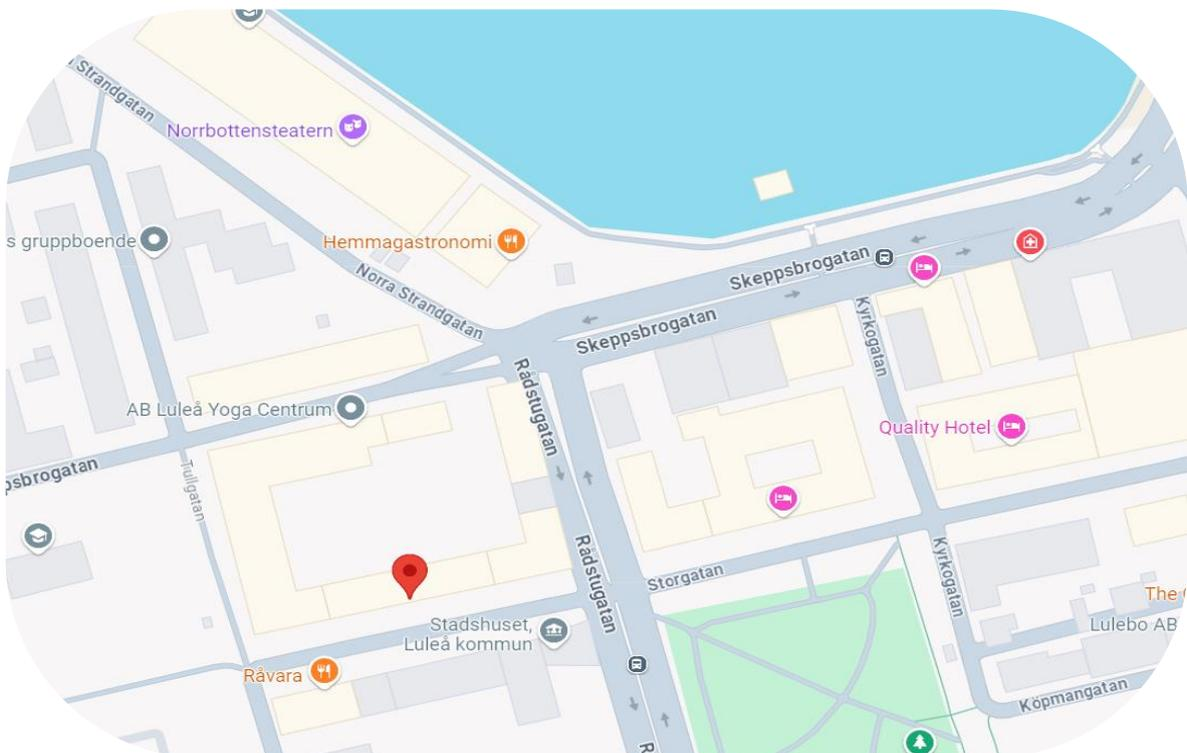 Strandgatan
Norrbottensteatern
s gruppboende
Hemmagastronomi
Norra Strandgatan
Skeppsbrogatan
Skeppsbrogatan
Kyrkogatan
Rådstugatan
AB Luleå Yoga Centrum
Quality Hotel
psbrogatan
Trullgatan
Rådstugatan
Storgatan
Kyrkogatan
The
Stadshuset,
Luleå kommun
Lulebo AB
Råvara
Köpmangatan
R